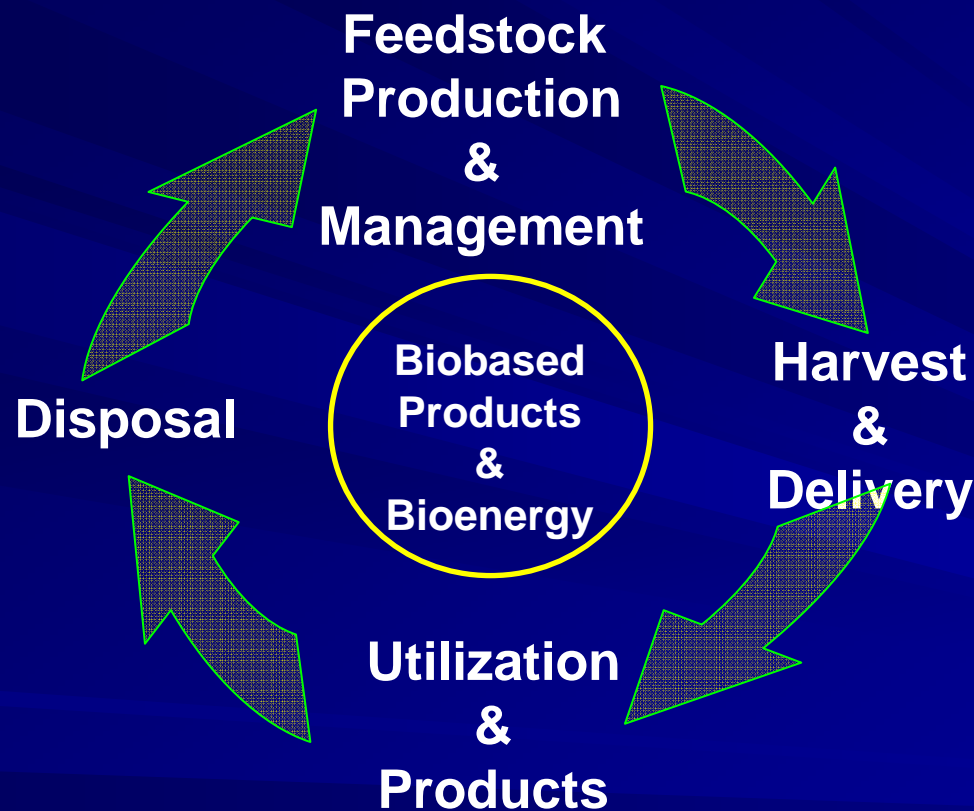 Feedstock
Production
&
Management
Harvest
&
Delivery
Utilization
&
Products
Disposal
Biobased
Products
&
Bioenergy